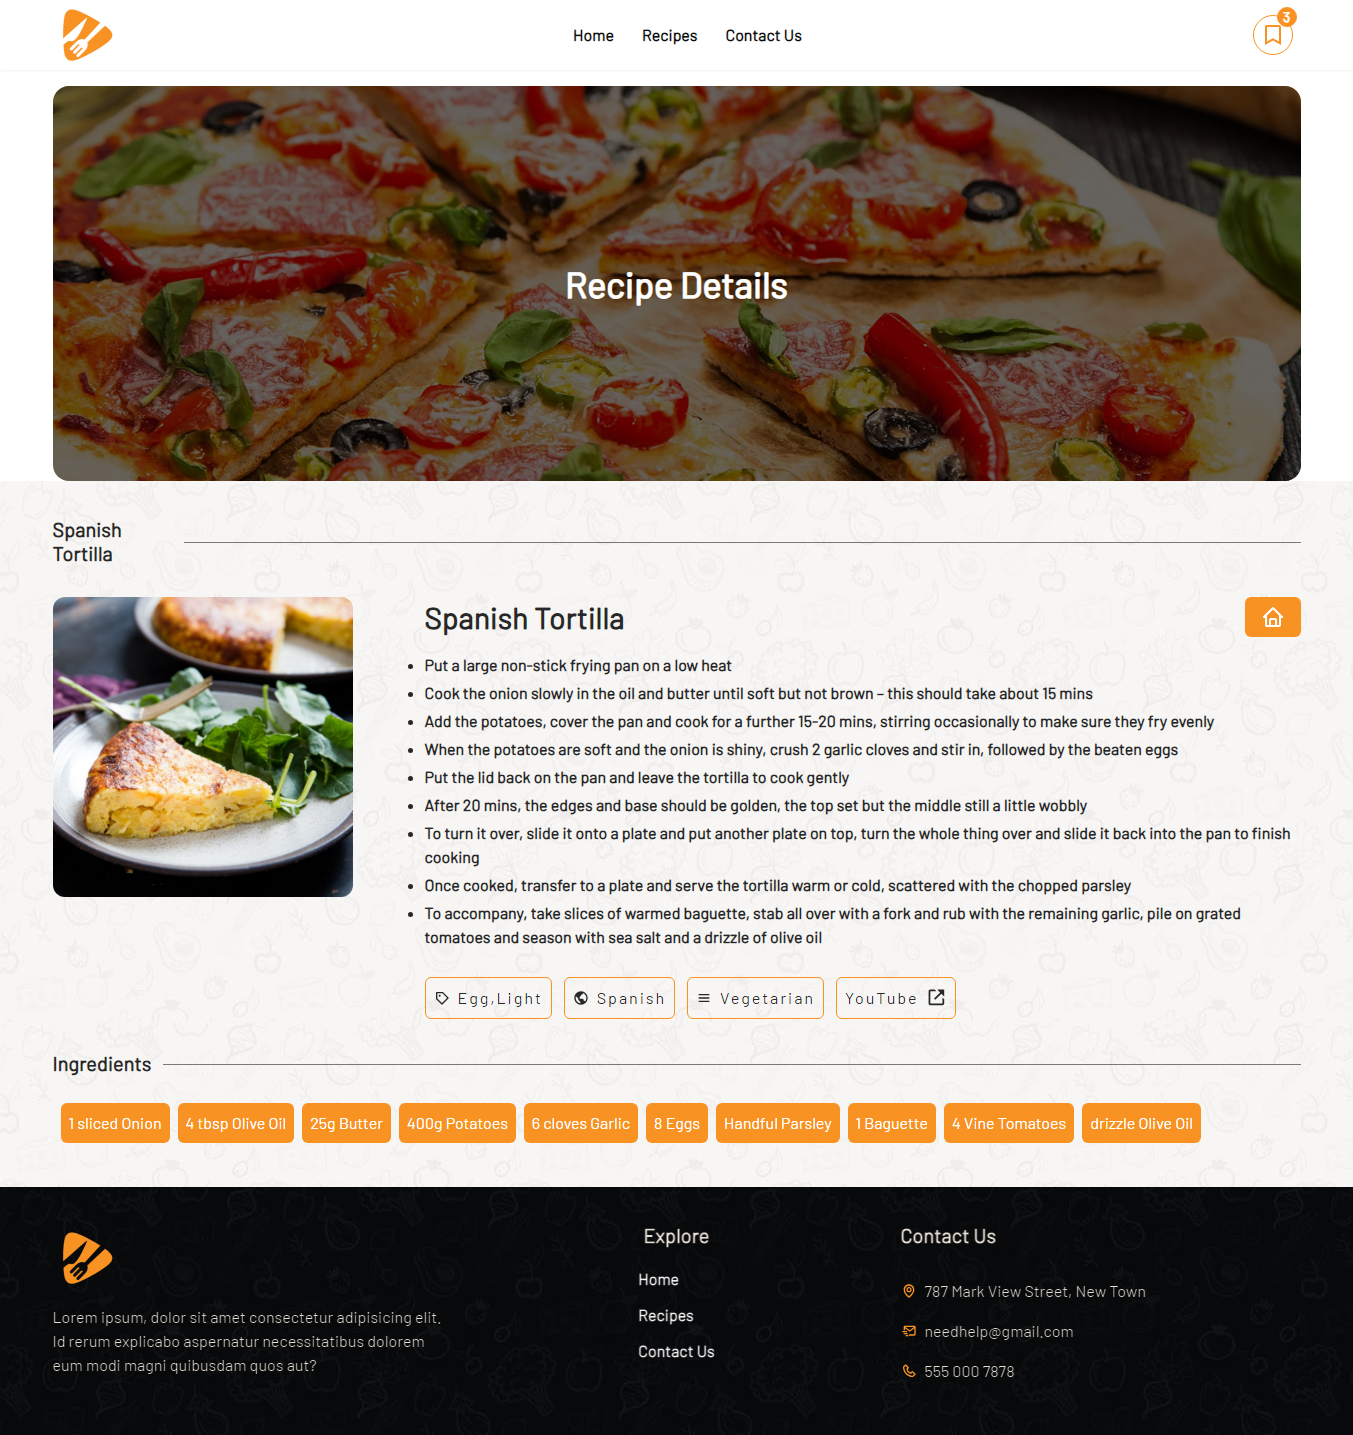 Home
Recipes
Contact Us
3
Recipe Details
Spanish
Tortilla
Spanish Tortilla
Put a large non-stick frying pan on a low heat
Cook the onion slowly in the oil and butter until soft but not brown – this should take about 15 mins
Add the potatoes, cover the pan and cook for a further 15-20 mins, stirring occasionally to make sure they fry evenly
When the potatoes are soft and the onion is shiny, crush 2 garlic cloves and stir in, followed by the beaten eggs
Put the lid back on the pan and leave the tortilla to cook gently
After 20 mins, the edges and base should be golden, the top set but the middle still a little wobbly
To turn it over, slide it onto a plate and put another plate on top, turn the whole thing over and slide it back into the pan to finish
cooking
Once cooked, transfer to a plate and serve the tortilla warm or cold, scattered with the chopped parsley
To accompany, take slices of warmed baguette, stab all over with a fork and rub with the remaining garlic, pile on grated
tomatoes and season with sea salt and a drizzle of olive oil
Egg,Light
Spanish
Vegetarian
YouTube
Ingredients
1 sliced Onion
4 tbsp Olive Oil
25g Butter
400g Potatoes
6 cloves Garlic
8 Eggs
Handful Parsley
1 Baguette
4 Vine Tomatoes
drizzle Olive Oil
Lorem ipsum, dolor sit amet consectetur adipisicing elit.
Id rerum explicabo aspernatur necessitatibus dolorem
eum modi magni quibusdam quos aut?
Explore
Home
Recipes
Contact Us
Contact Us
787 Mark View Street, New Town
needhelp@gmail.com
555 000 7878